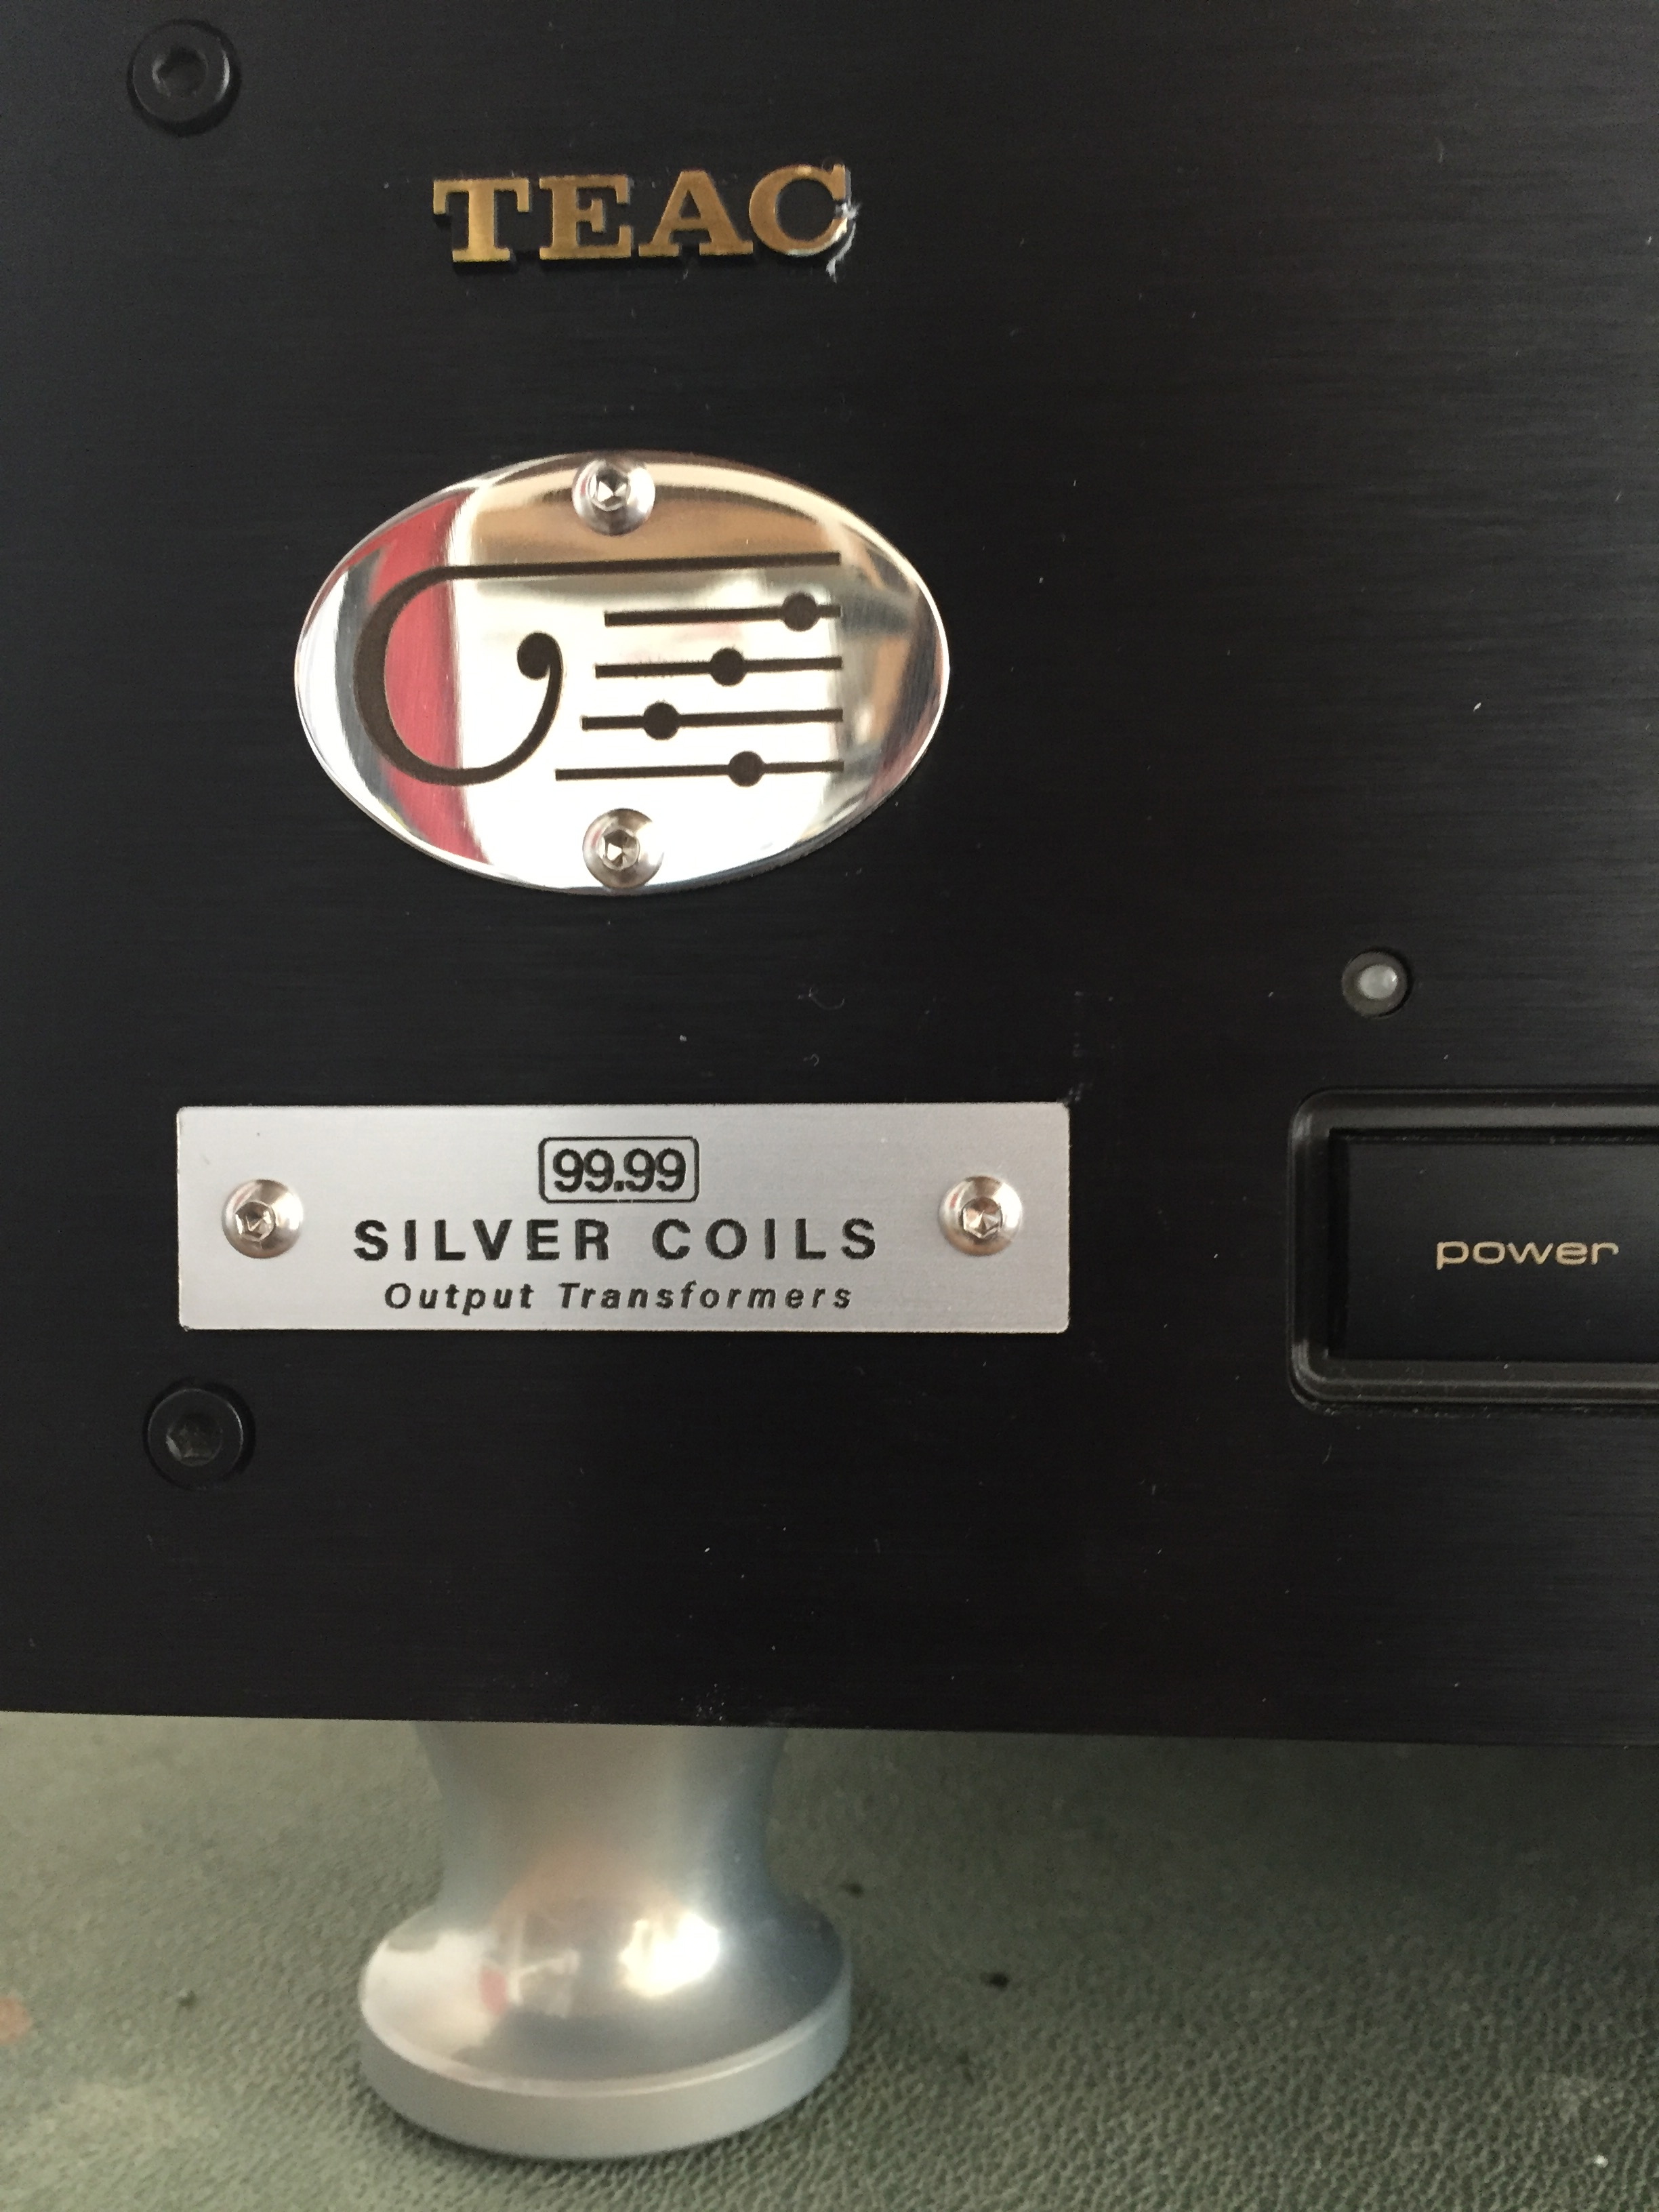 TEAC
99.99
SILVER COILS
Output Transformers
power